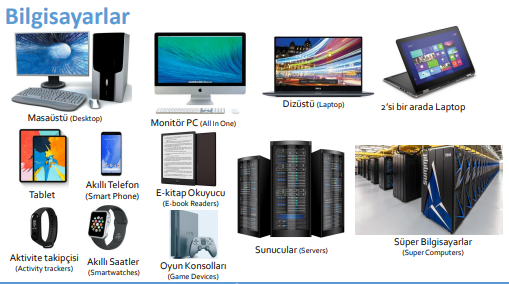 Bilgisayarlar
Masaüstü (Desktop)
Monitör PC (All In One)
Dizüstü (Laptop)
2'si bir arada Laptop
Tablet
Akıllı Telefon
(Smart Phone)
E-kitap Okuyucu
(E-book Readers)
Sunucular (Servers)
Süper Bilgisayarlar
(Super Computers)
Aktivite takipçisi
(Activity trackers)
Akıllı Saatler
(Smartwatches)
Oyun Konsolları
(Game Devices)